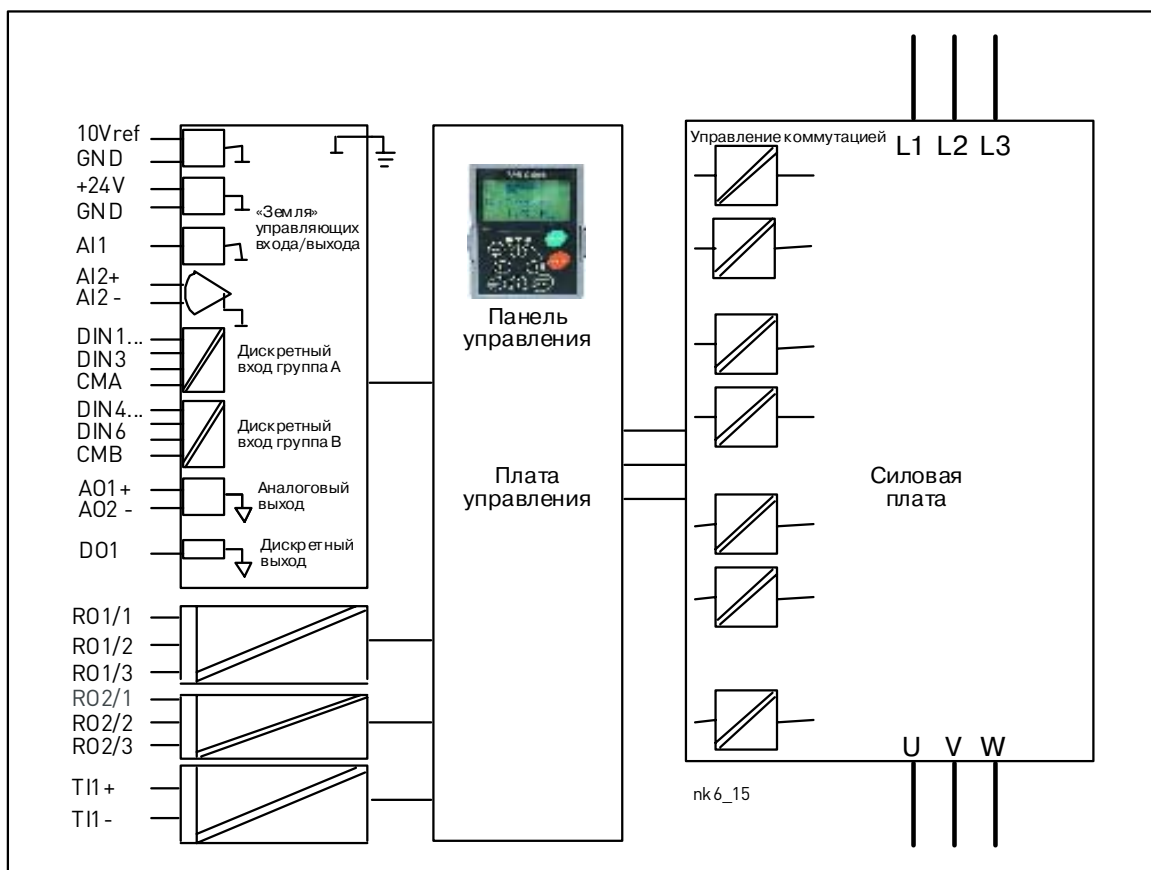 10Vref
GND
+24V
GND
AI1
AI2+
AI2 -
DIN1...
DIN3
CMA
DIN4...
DIN6
CMB
AO1+
AO2 -
DO1
RO1/1
RO1/2
RO1/3
RO2/1
RO2/2
RO2/3
TI1+
TI1-
«Земля»
управляющих
входа/выхода
Дискретный
вход группа А
Дискретный
вход группа В
Аналоговый
выход
Дискретный
выход
Панель
управления
Плата
управления
Управление коммутацией
L1 L2 L3
Силовая
плата
U V W
nk6_15